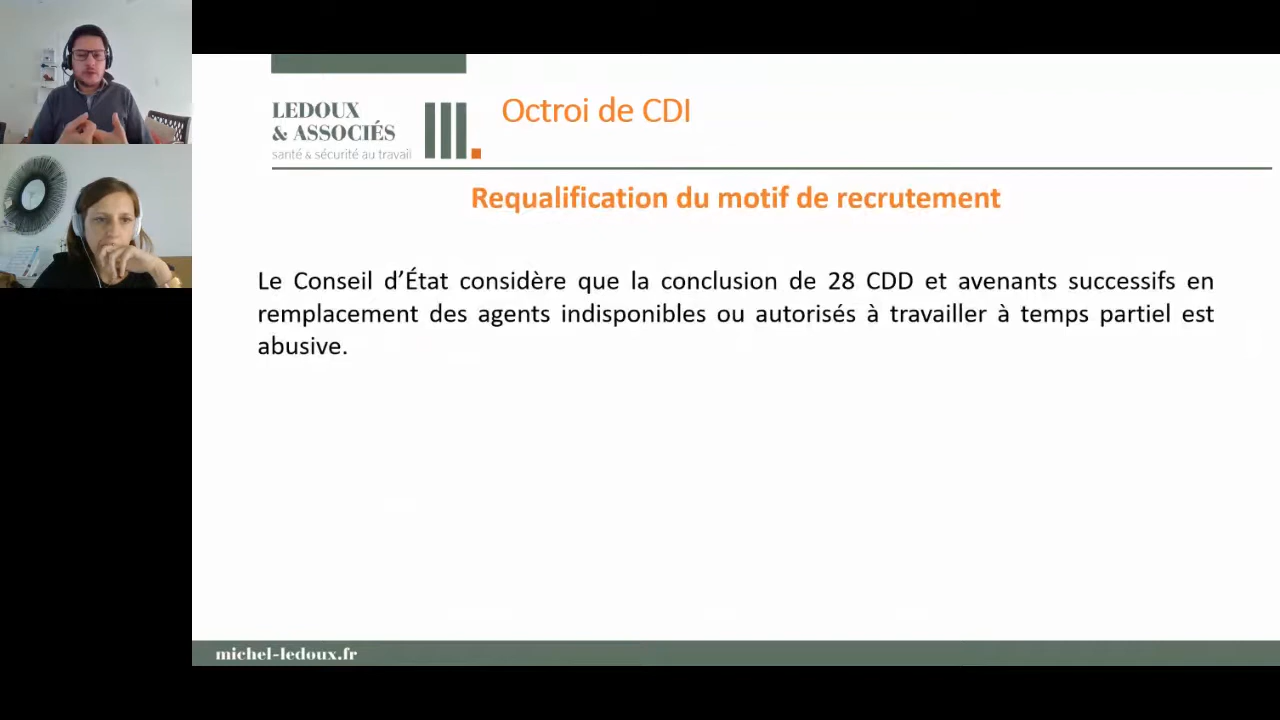 LEDOUX
& ASSOCIÉS
santé & sécurité au travail
Octroi de CDI
Requalification du motif de recrutement
Le Conseil d’État considère que la conclusion de 28 CDD et avenants successifs en
remplacement des agents indisponibles ou autorisés à travailler à temps partiel est
abusive.
michel-ledoux.fr